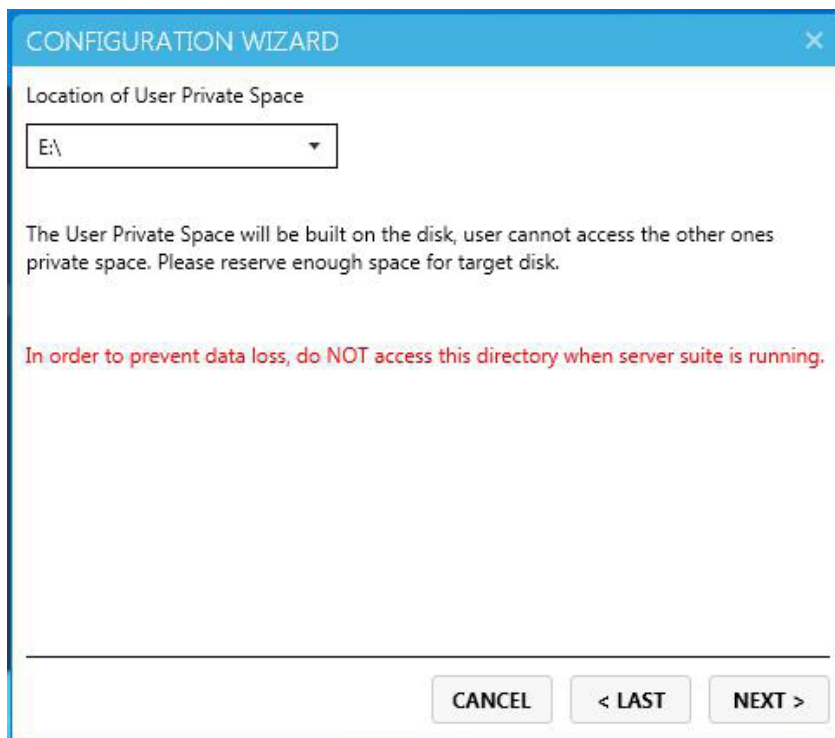 CONFIGURATION WIZARD
Location of User Private Space
E:\
The User Private Space will be built on the disk, user cannot access the other ones
private space. Please reserve enough space for target disk.
In order to prevent data loss, do NOT access this directory when server suite is running.
CANCEL
< LAST
NEXT >